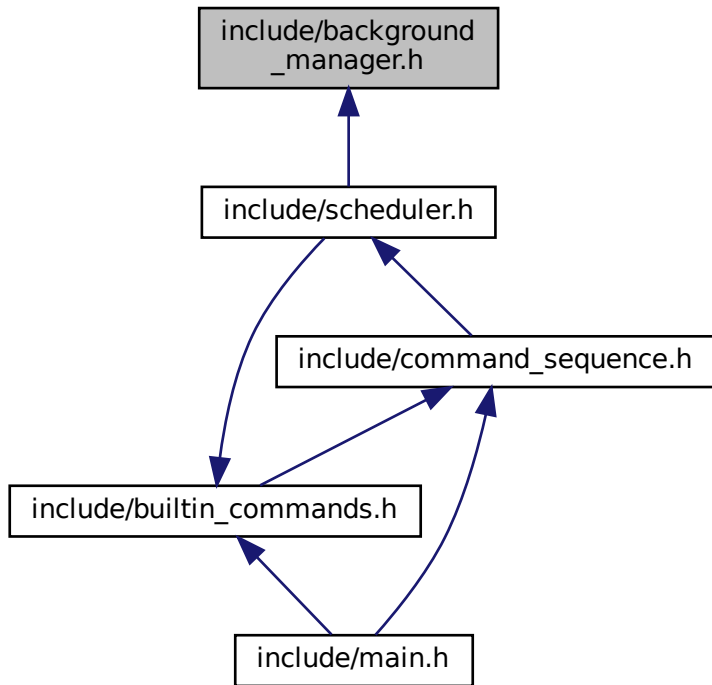 include/background
_manager.h
include/scheduler.h
include/command_sequence.h
include/builtin_commands.h
include/main.h